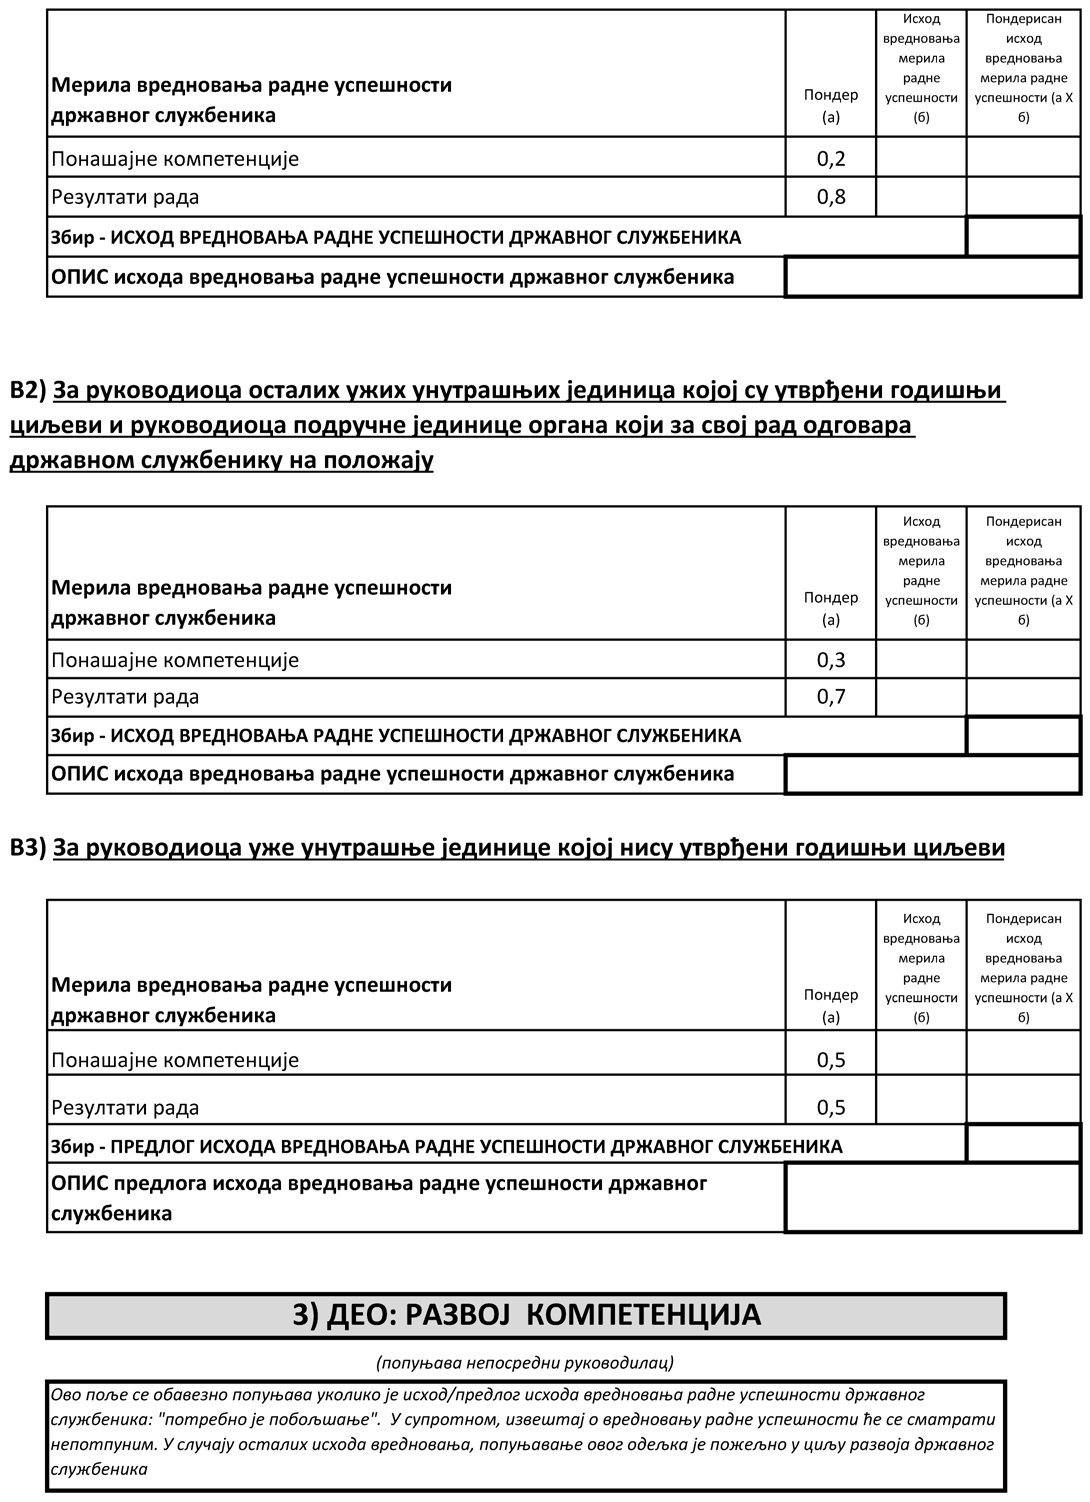 Мерила вредновања радне успешности
државног службеника
Пондер
(а)
Исход
вредновања
мерила
радне
успешности
(б)
Пондерисан
исход
вредновања
мерила радне
успешности (а Х
б)
Понашајне компетенције 0,2
Резултати рада 0,8
Збир - ИСХОД ВРЕДНОВАЊА РАДНЕ УСПЕШНОСТИ ДРЖАВНОГ СЛУЖБЕНИКА
ОПИС исхода вредновања радне успешности државног службеника
В2) За руководиоца осталих ужих унутрашњих јединица којој су утврђени годишњи
циљеви и руководиоца подручне јединице органа који за свој рад одговара
државном службенику на положају
Мерила вредновања радне успешности
државног службеника
Пондер
(а)
Исход
вредновања
мерила
радне
успешности
(б)
Пондерисан
исход
вредновања
мерила радне
успешности (а Х
б)
Понашајне компетенције 0,3
Резултати рада 0,7
Збир - ИСХОД ВРЕДНОВАЊА РАДНЕ УСПЕШНОСТИ ДРЖАВНОГ СЛУЖБЕНИКА
ОПИС исхода вредновања радне успешности државног службеника
В3) За руководиоца уже унутрашње јединице којој нису утврђени годишњи циљеви
Мерила вредновања радне успешности
државног службеника
Пондер
(а)
Исход
вредновања
мерила
радне
успешности
(б)
Пондерисан
исход
вредновања
мерила радне
успешности (а Х
б)
Понашајне компетенције 0,5
Резултати рада 0,5
Збир - ПРЕДЛОГ ИСХОДА ВРЕДНОВАЊА РАДНЕ УСПЕШНОСТИ ДРЖАВНОГ СЛУЖБЕНИКА
ОПИС предлога исхода вредновања радне успешности државног
службеника
3) ДЕО: РАЗВОЈ КОМПЕТЕНЦИЈА
(попуњава непосредни руководилац)
Ово поље се обавезно попуњава уколико је исход/предлог исхода вредновања радне успешности државног
службеника: "потребно је побољшање". У супротном, извештај о вредновању радне успешности ће се сматрати
непотпуним. У случају осталих исхода вредновања, попуњавање овог одељка је пожељно у циљу развоја државног
службеника